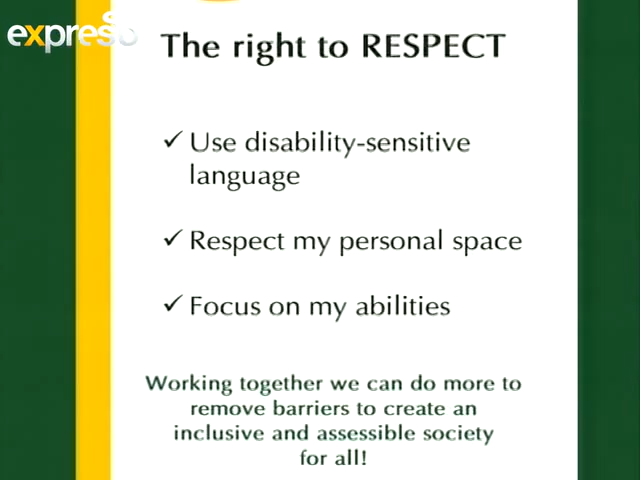 expresso
The right to RESPECT
✓ Use disability-sensitive
language
✓ Respect my personal space
✓ Focus on my abilities
Working together we can do more to
remove barriers to create an
inclusive and assessible society
for all!